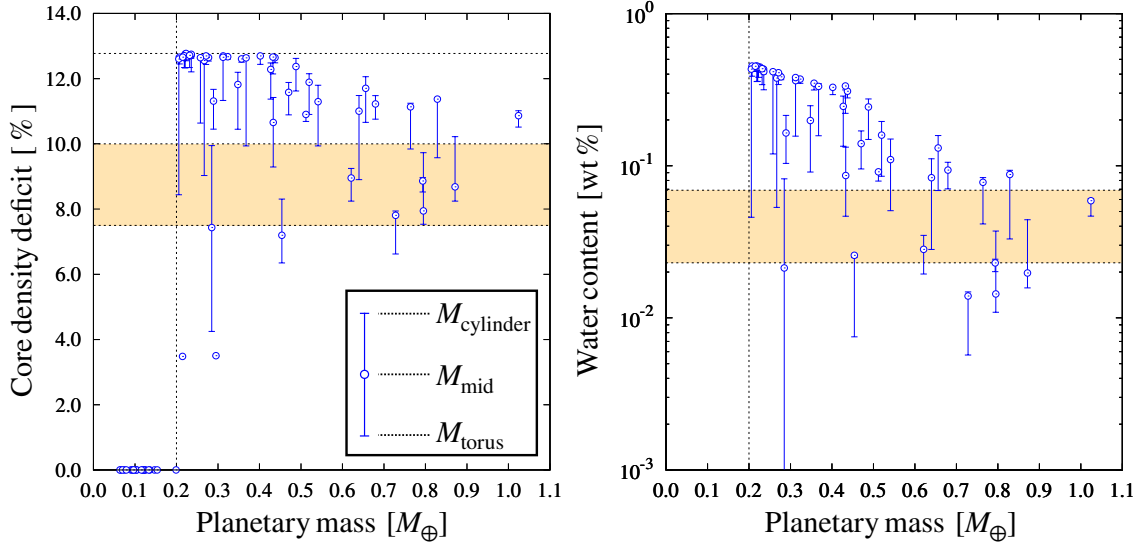 14.0
12.0
10.0
8.0
6.0
4.0
2.0
0.0
Core density deficit [%]
0.0 0.1 0.2 0.3 0.4 0.5 0.6 0.7 0.8 0.9 1.0 1.1
Planetary mass [M⊕]
M_cylinder
M_mid
M_torus
10^0
10^-1
10^-2
10^-3
Water content [wt %]
0.0 0.1 0.2 0.3 0.4 0.5 0.6 0.7 0.8 0.9 1.0 1.1
Planetary mass [M⊕]